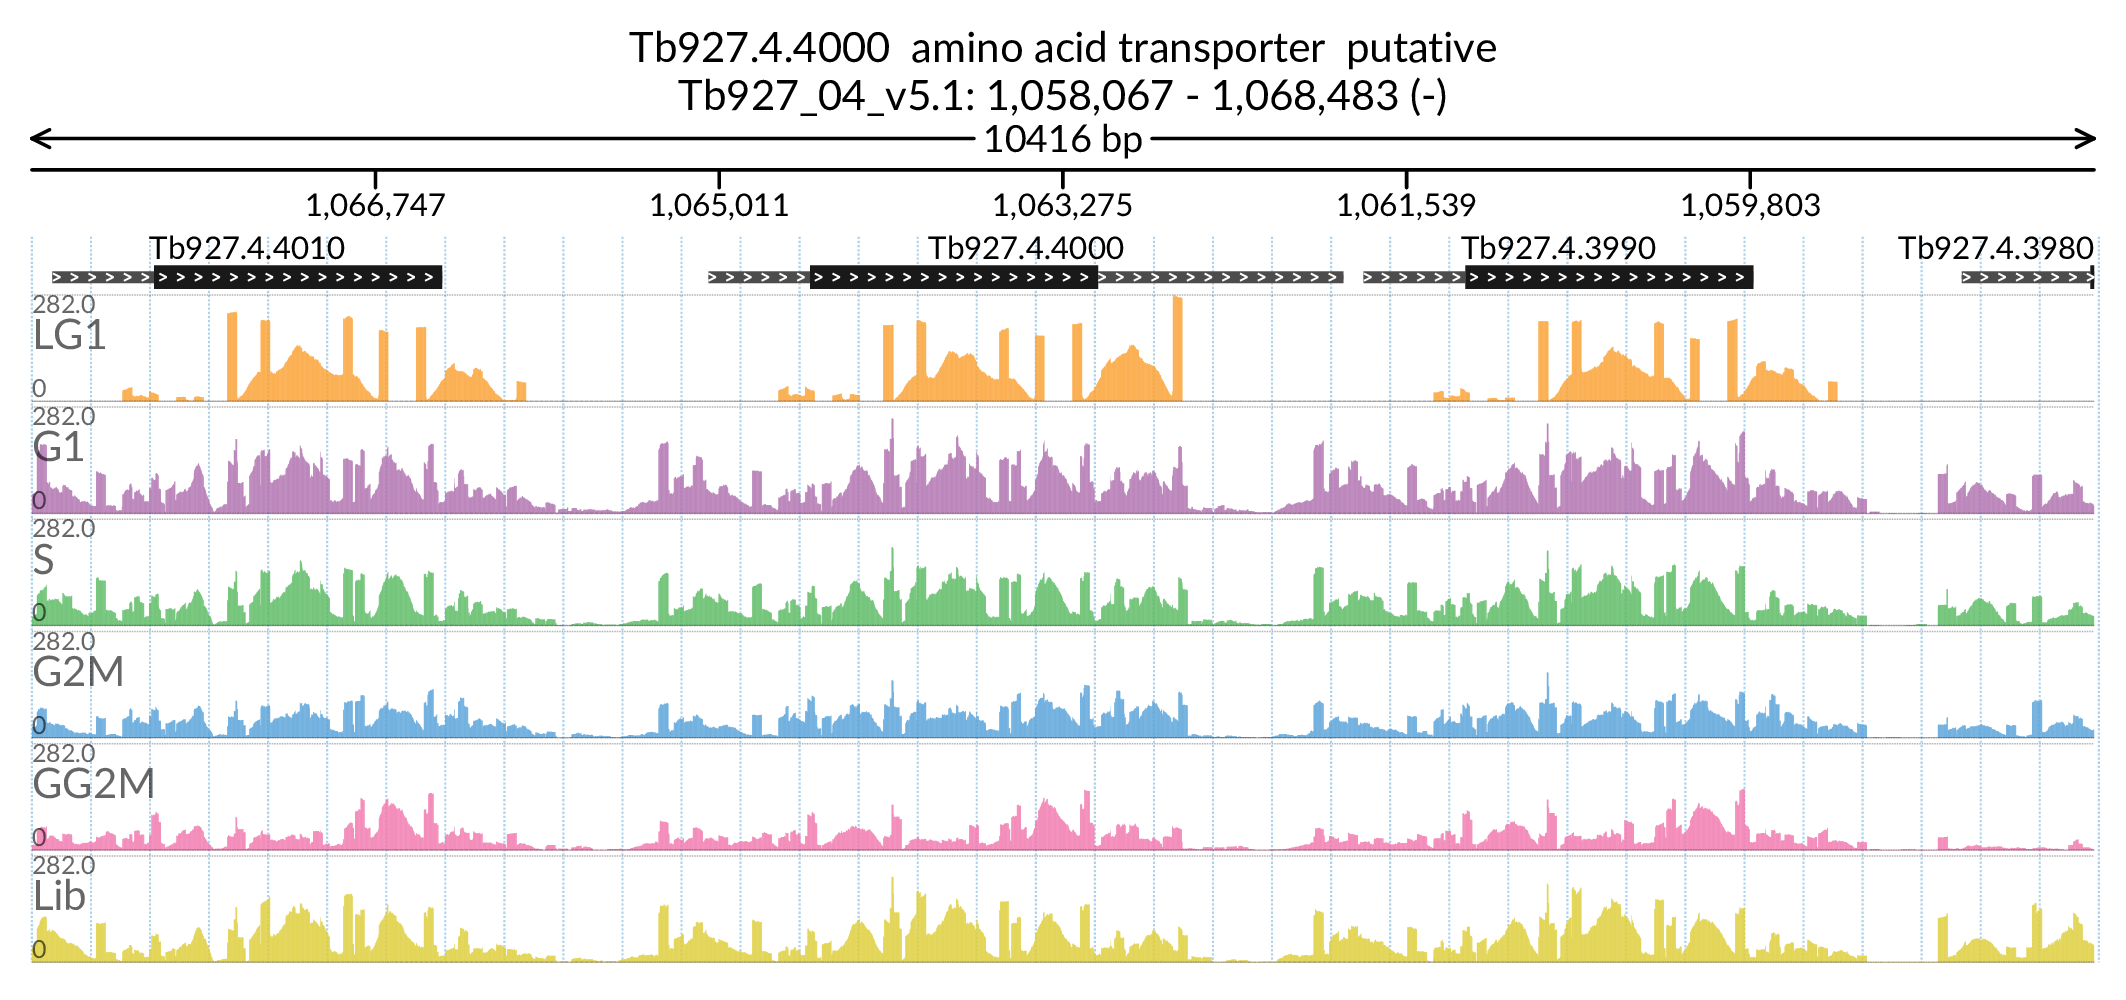 Tb927.4.4000 amino acid transporter putative
Tb927_04_v5.1: 1,058,067 - 1,068,483 (-)
10416 bp
1,066,747 1,065,011 1,063,275 1,061,539 1,059,803
Tb927.4.4010 Tb927.4.4000 Tb927.4.3990 Tb927.4.3980
282.0
LG1
0
282.0
G1
0
282.0
S
0
282.0
G2M
0
282.0
GG2M
0
282.0
Lib
0